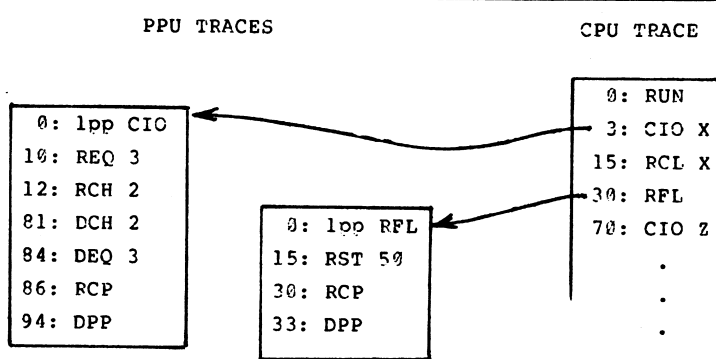 PPU TRACES
CPU TRACE
0: 1pp CIO
10: REQ 3
12: RCH 2
81: DCH 2
84: DEQ 3
86: RCP
94: DPP
0: 1pp RFL
15: RST 50
30: RCP
33: DPP
0: RUN
3: CIO X
15: RCL X
30: RFL
70: CIO Z
.
.
.